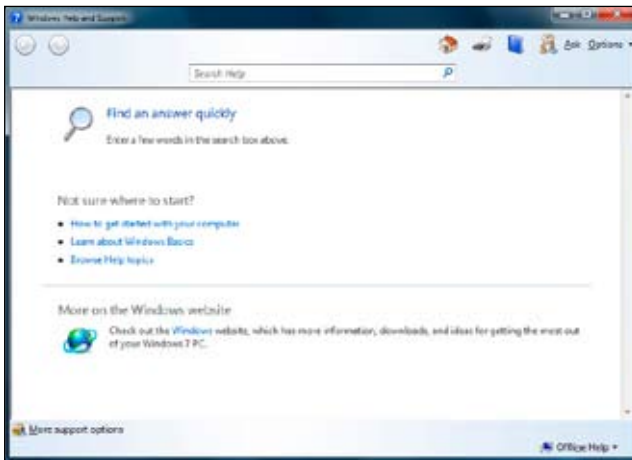 Windows Help and Support
Ask Options
Search Help
Find an answer quickly
Enter a few words in the search box above.
Not sure where to start?
How to get started with your computer
Learn about Windows Basics
Browse Help topics
More on the Windows website
Check out the Windows website, which has more information, downloads, and ideas for getting the most out
of your Windows 7 PC.
More support options
Offline Help